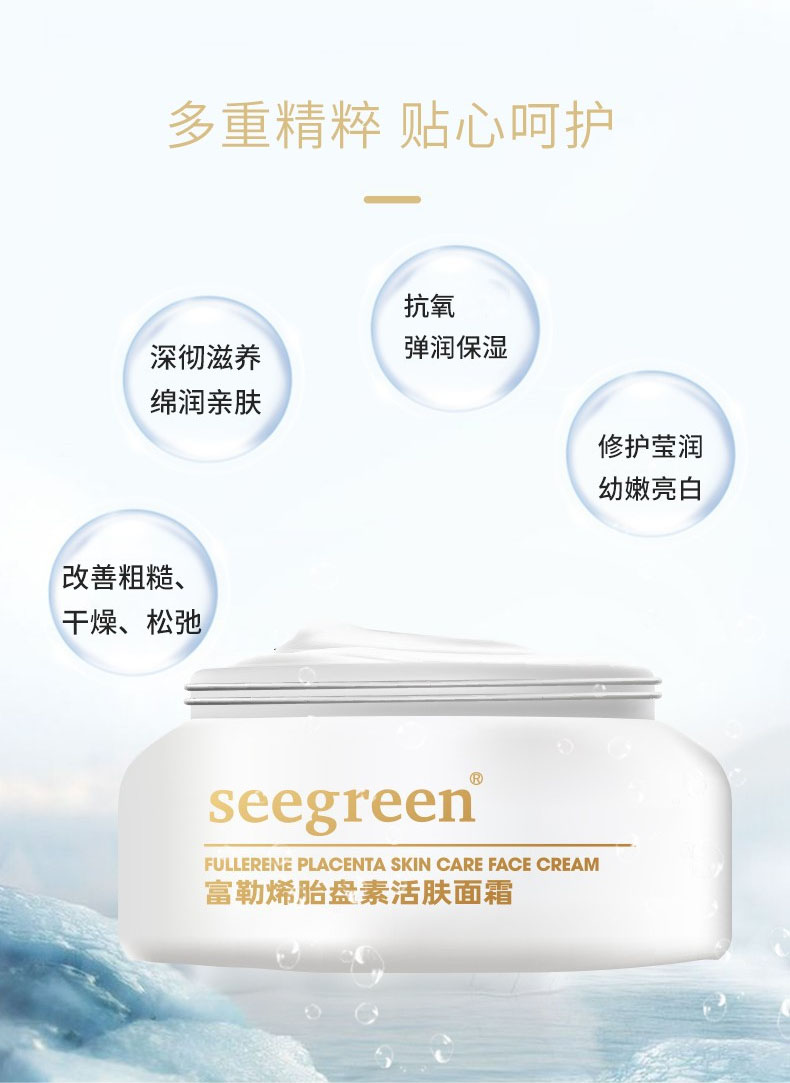 多重精粹 贴心呵护
抗氧
弹润保湿
深彻滋养
绵润亲肤
修护莹润
幼嫩亮白
改善粗糙、
干燥、松弛
seegreen®
FULLERENE PLACENTA SKIN CARE FACE CREAM
富勒烯胎盘素活肤面霜